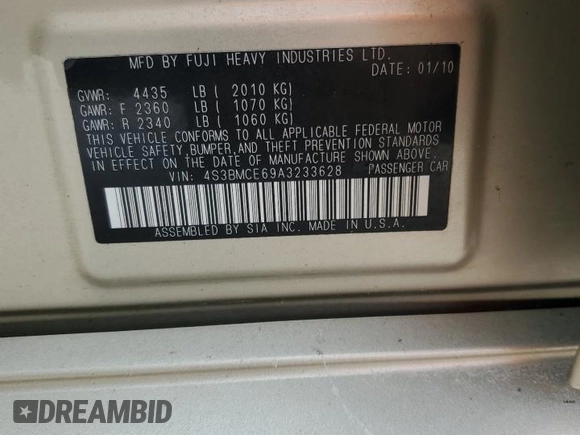 MFD BY FUJI HEAVY INDUSTRIES LTD.
DATE: 01/10
GVWR: 4435 LB ( 2010 KG)
GAWR: F 2360 LB ( 1070 KG)
GAWR: R 2340 LB ( 1060 KG)
THIS VEHICLE CONFORMS TO ALL APPLICABLE FEDERAL MOTOR
VEHICLE SAFETY,BUMPER,AND THEFT PREVENTION STANDARDS
IN EFFECT ON THE DATE OF MANUFACTURE SHOWN ABOVE.
VIN: 4S3BMCE69A3233628 PASSENGER CAR
ASSEMBLED BY SIA INC. MADE IN U.S.A.
DREAMBID